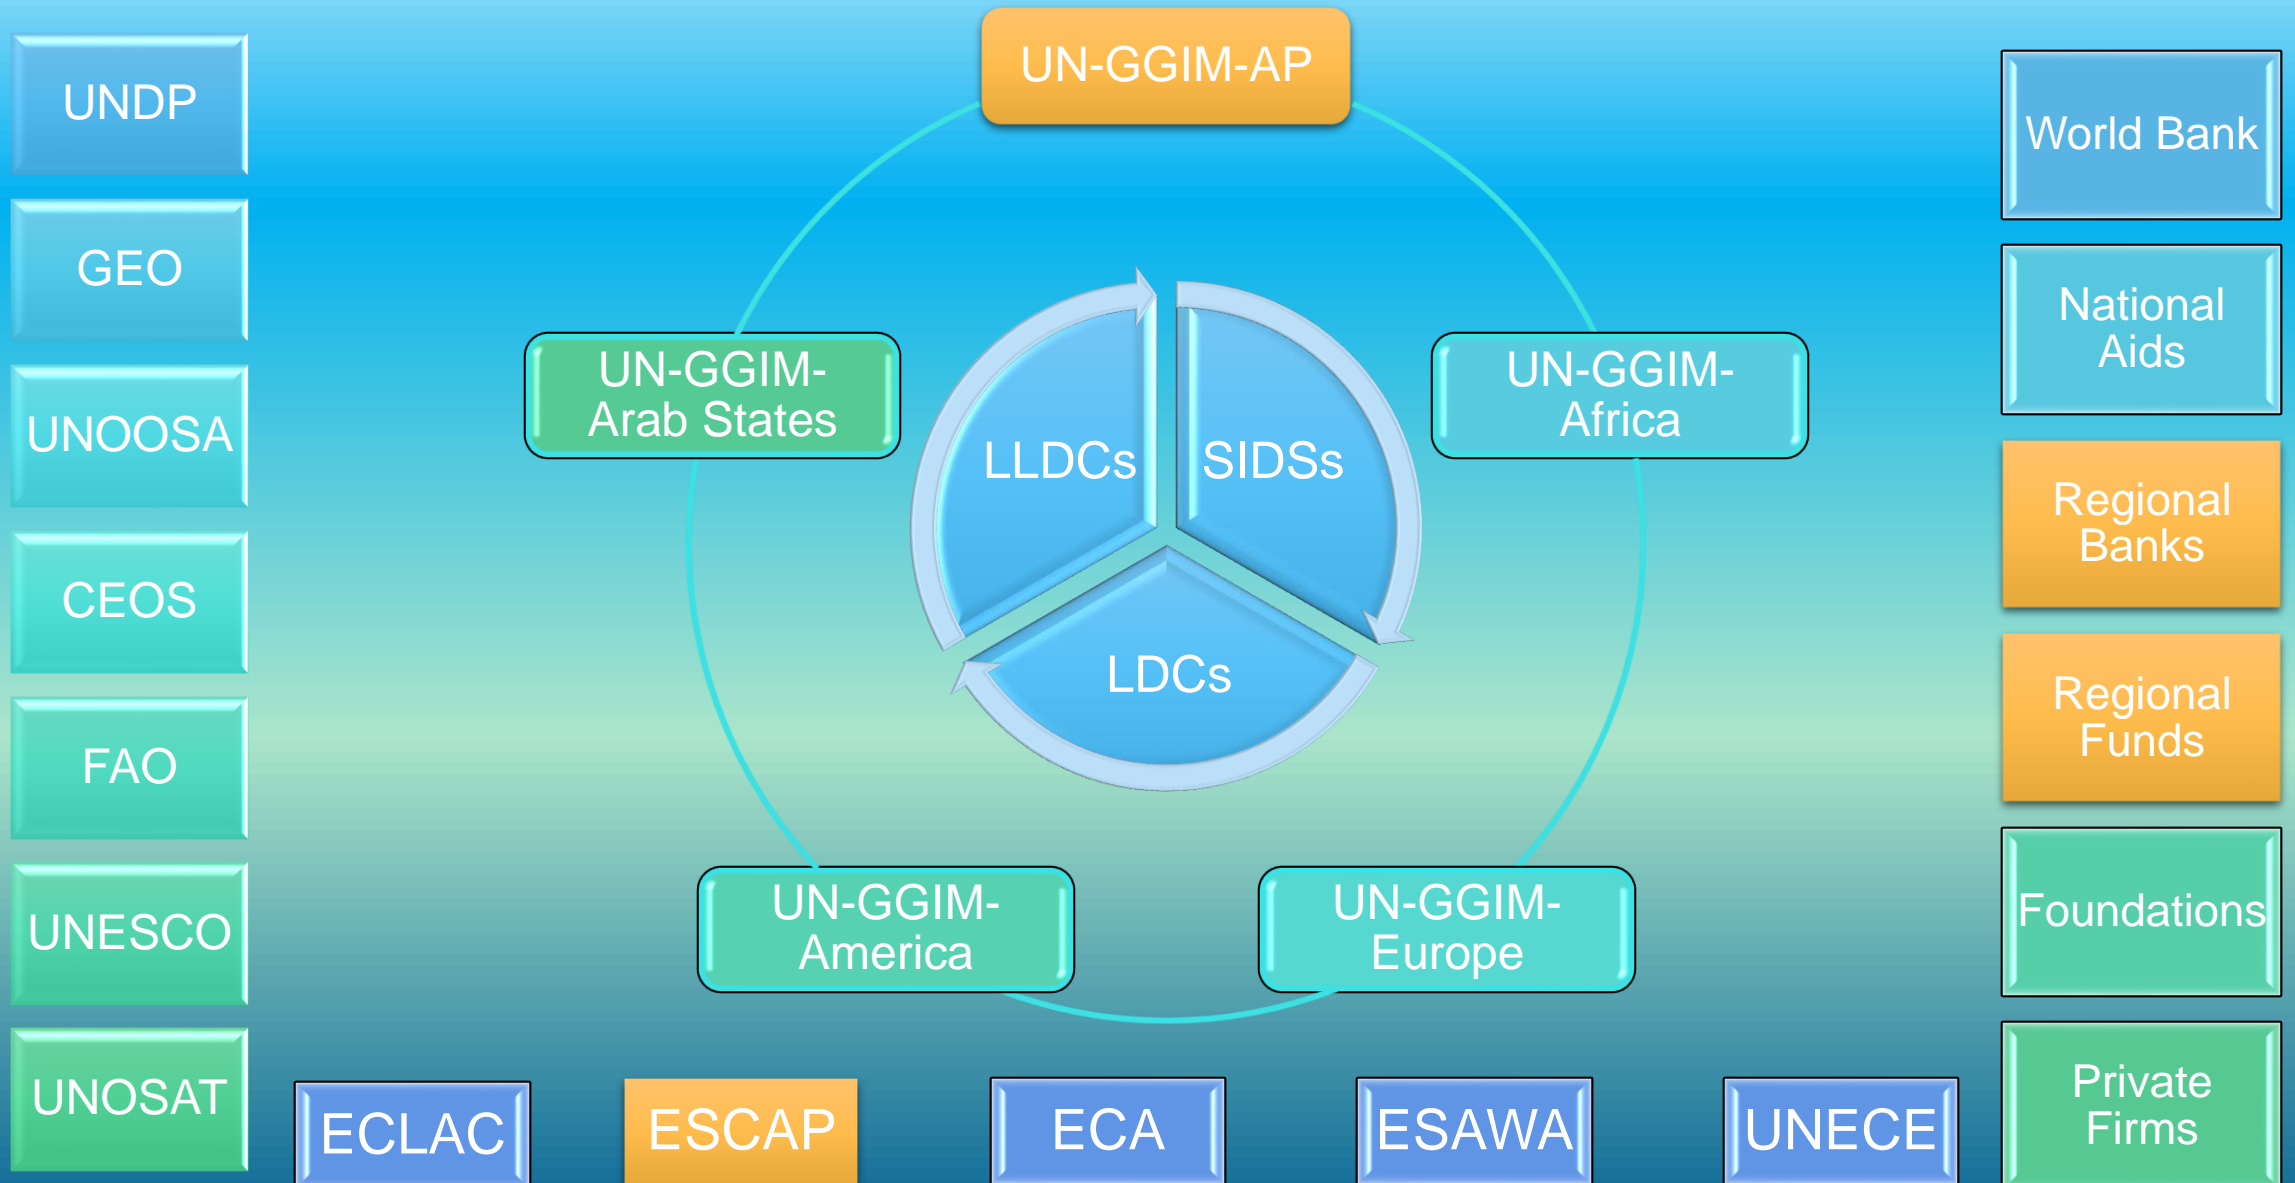 UN-GGIM-AP
UNDP
GEO
UNOOSA
CEOS
FAO
UNESCO
UNOSAT
UN-GGIM-
Arab States
UN-GGIM-
Africa
LLDCs
SIDSs
LDCs
UN-GGIM-
America
UN-GGIM-
Europe
World Bank
National
Aids
Regional
Banks
Regional
Funds
Foundations
Private
Firms
ECLAC
ESCAP
ECA
ESAWA
UNECE